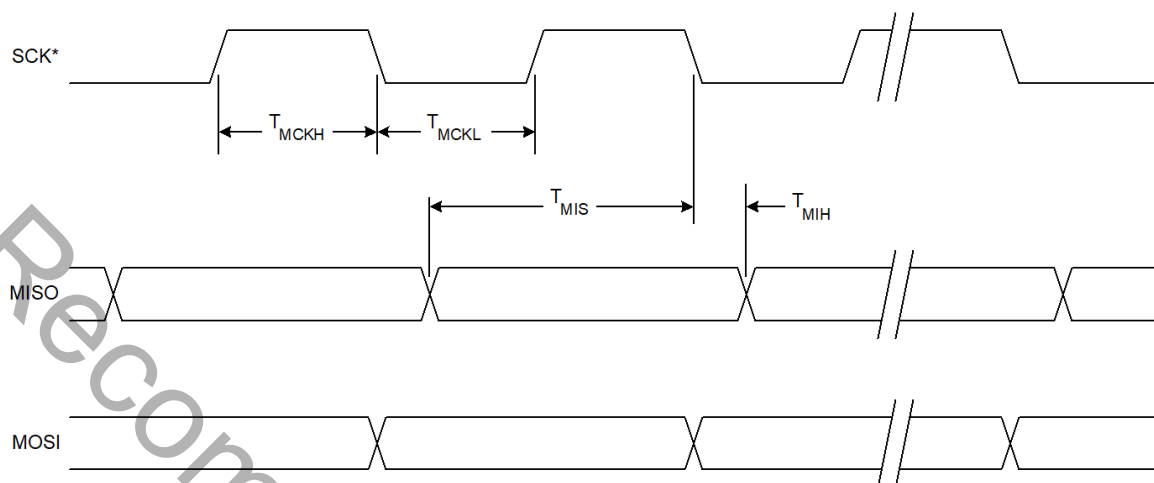 SCK*
TMCKH
TMCKL
TMIS
TMIH
MISO
MOSI
Recom